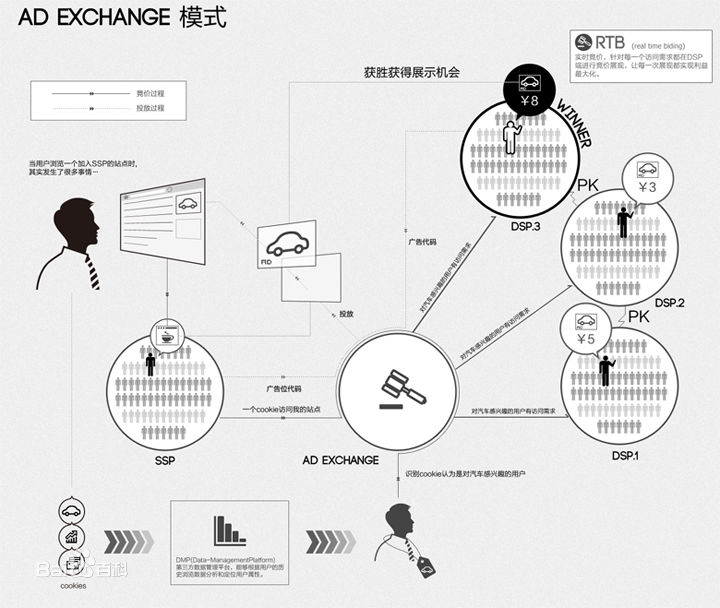 AD EXCHANGE 模式
RTB (real time biding)
实时竞价，针对每一个访问需求都在DSP
端进行竞价展现，让每一次展现都实现利益
最大化。
竞价过程
投放过程
获胜获得展示机会
¥8
WINNER
当用户浏览一个加入SSP的站点时，
其实发生了很多事情…
PK
¥3
DSP.3
广告代码
对汽车感兴趣的用户有访问需求
AD
投放
DSP.2
PK
¥5
对汽车感兴趣的用户有访问需求
广告位代码
一个cookie访问我的站点
对汽车感兴趣的用户有访问需求
SSP
AD EXCHANGE
DSP.1
识别cookie认为是对汽车感兴趣的用户
DMP(Data-ManagementPlatform)
第三方数据管理平台，能够根据用户的历
史浏览数据分析和定位用户属性。
Bai百科
cookies